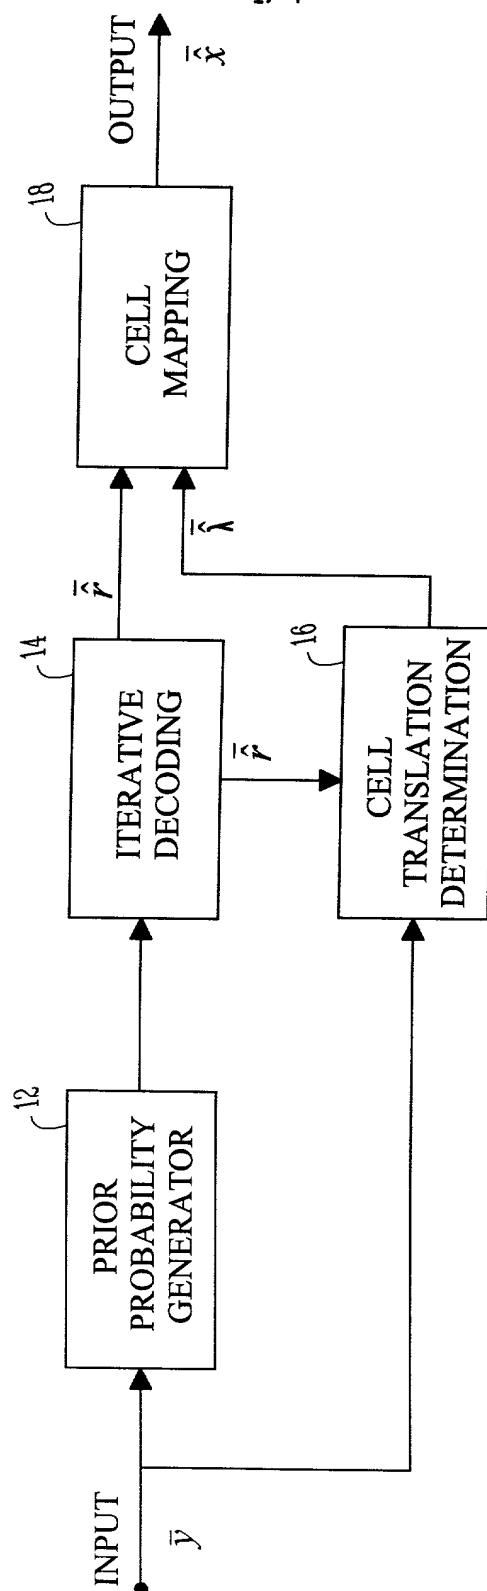 INPUT
ȳ
12
PRIOR
PROBABILITY
GENERATOR
14
ITERATIVE
DECODING
r̂̄
r̂̄
16
CELL
TRANSLATION
DETERMINATION
λ̂̄
18
CELL
MAPPING
OUTPUT
x̂̄